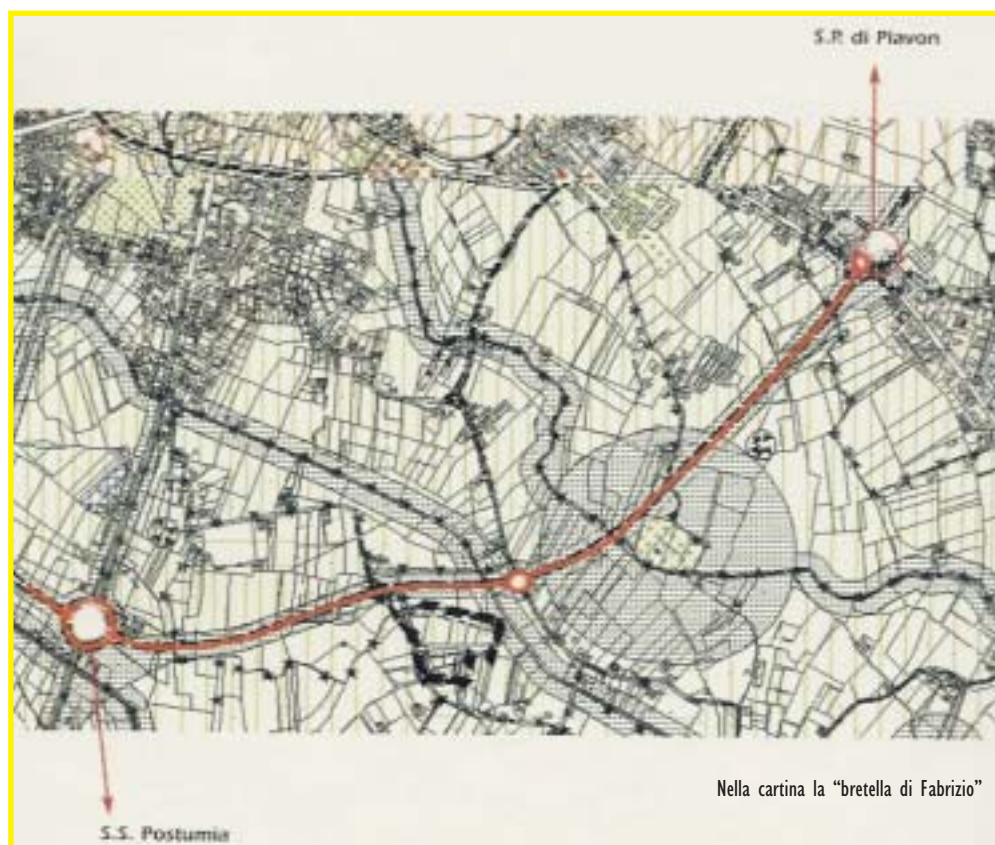 S.P. di Piavon
Nella cartina la “bretella di Fabrizio”
S.S. Postumia